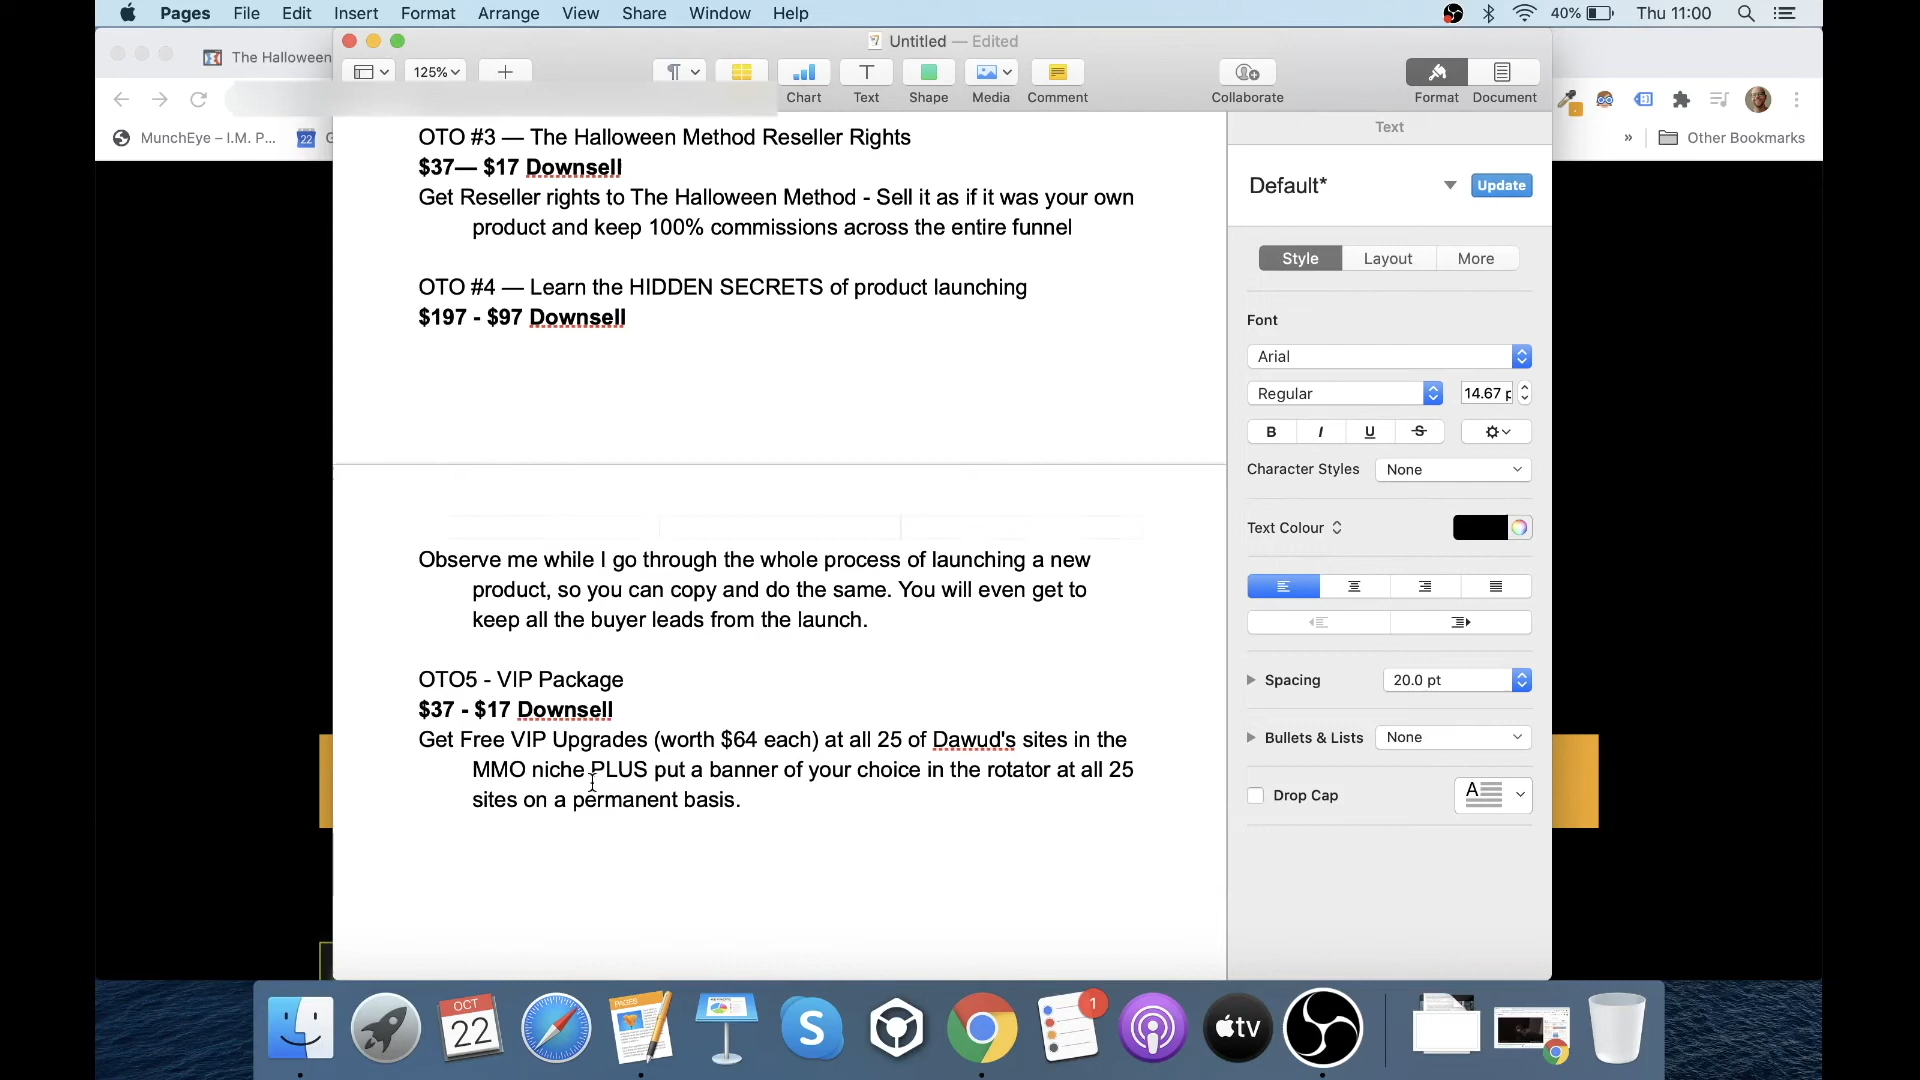 Pages File Edit Insert Format Arrange View Share Window Help 40% Thu 11:00
The Halloween
Untitled — Edited
125%
Chart Text Shape Media Comment Collaborate Format Document
MunchEye – I.M. P...
22
» Other Bookmarks
OTO #3 — The Halloween Method Reseller Rights
$37— $17 Downsell
Get Reseller rights to The Halloween Method - Sell it as if it was your own
product and keep 100% commissions across the entire funnel
OTO #4 — Learn the HIDDEN SECRETS of product launching
$197 - $97 Downsell
Observe me while I go through the whole process of launching a new
product, so you can copy and do the same. You will even get to
keep all the buyer leads from the launch.
OTO5 - VIP Package
$37 - $17 Downsell
Get Free VIP Upgrades (worth $64 each) at all 25 of Dawud's sites in the
MMO niche PLUS put a banner of your choice in the rotator at all 25
sites on a permanent basis.
Text
Default* Update
Style Layout More
Font
Arial
Regular 14.67 p
B I U S
Character Styles None
Text Colour
Spacing 20.0 pt
Bullets & Lists None
Drop Cap A
OCT
22
PAGES
S
1
tv